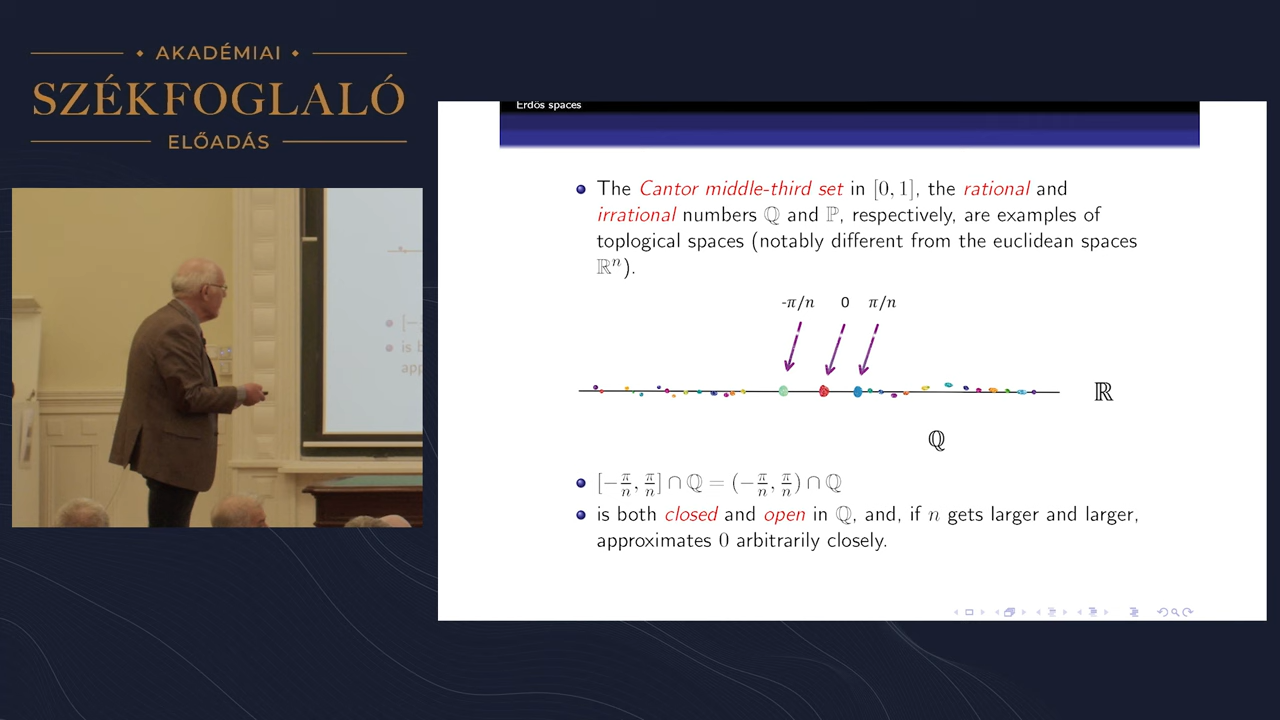 AKADÉMIAI
SZÉKFOGLALÓ
ELŐADÁS
Erdős spaces
The Cantor middle-third set in [0, 1], the rational and
irrational numbers ℚ and ℙ, respectively, are examples of
toplogical spaces (notably different from the euclidean spaces
ℝⁿ).
-π/n 0 π/n
ℝ
ℚ
[−π/n, π/n] ∩ ℚ = (−π/n, π/n) ∩ ℚ
is both closed and open in ℚ, and, if n gets larger and larger,
approximates 0 arbitrarily closely.